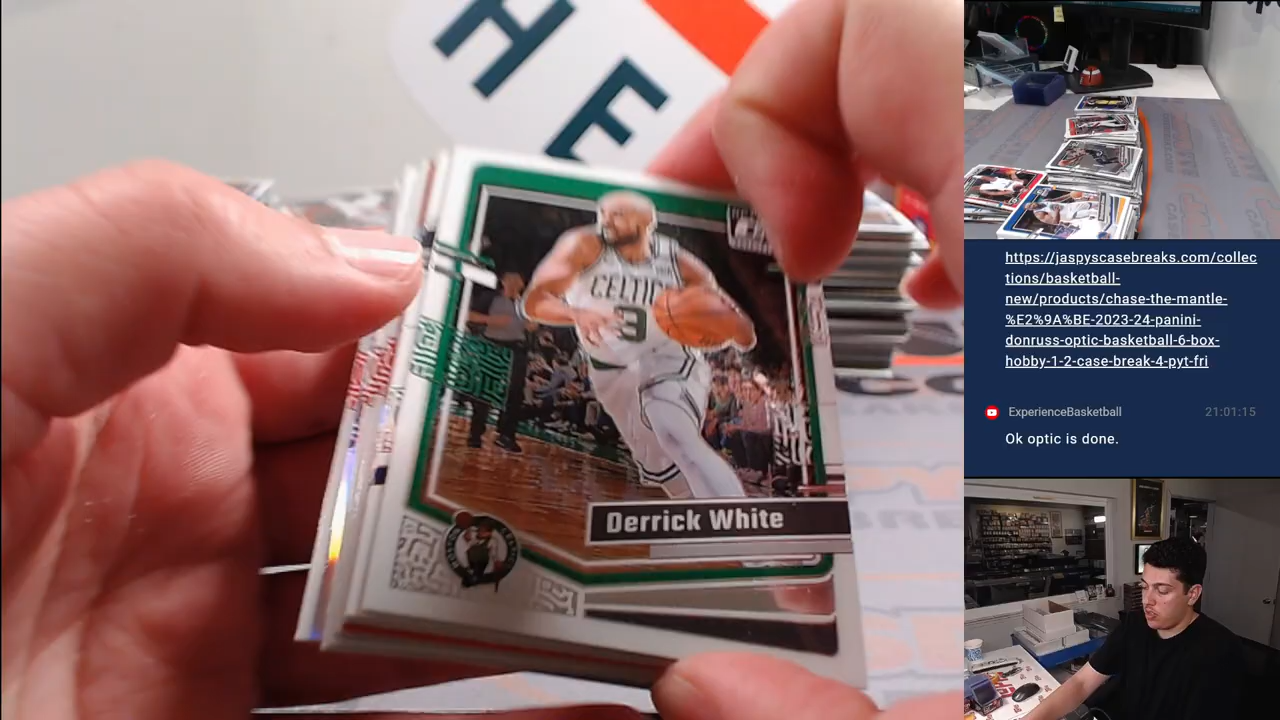 HE
CELTIC
3
Derrick White
https://jaspyscasebreaks.com/collec
tions/basketball-
new/products/chase-the-mantle-
%E2%9A%BE-2023-24-panini-
donruss-optic-basketball-6-box-
hobby-1-2-case-break-4-pyt-fri
ExperienceBasketball 21:01:15
Ok optic is done.